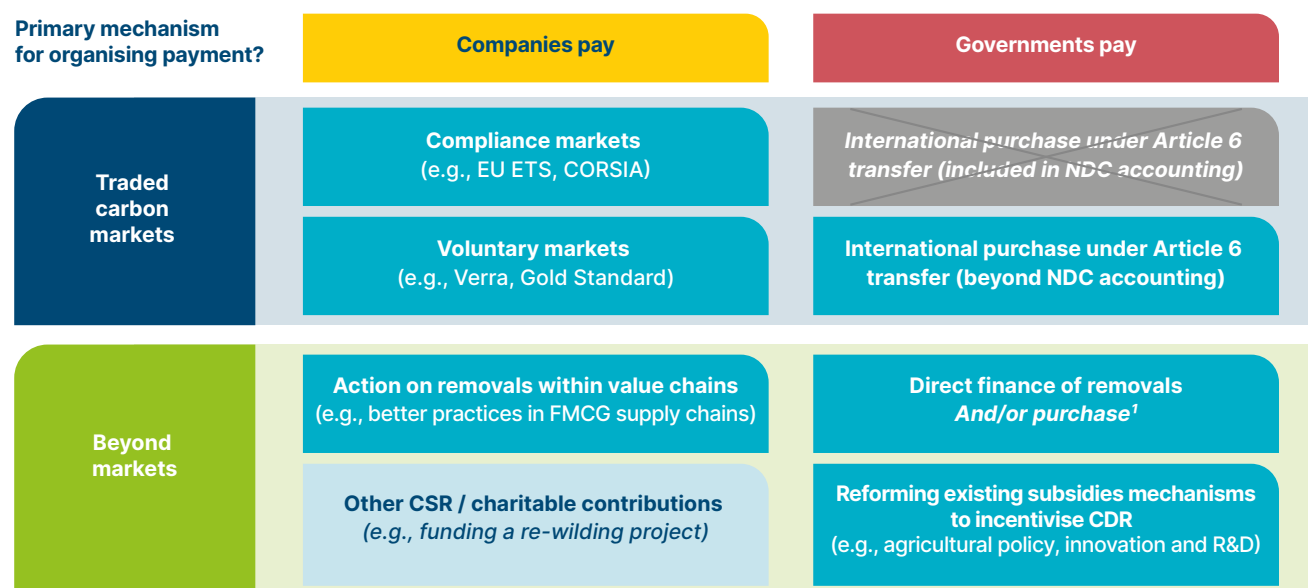 Primary mechanism
for organising payment?
Companies pay
Governments pay
Traded
carbon
markets
Compliance markets
(e.g., EU ETS, CORSIA)
International purchase under Article 6
transfer (included in NDC accounting)
Voluntary markets
(e.g., Verra, Gold Standard)
International purchase under Article 6
transfer (beyond NDC accounting)
Beyond
markets
Action on removals within value chains
(e.g., better practices in FMCG supply chains)
Direct finance of removals
And/or purchase¹
Other CSR / charitable contributions
(e.g., funding a re-wilding project)
Reforming existing subsidies mechanisms
to incentivise CDR
(e.g., agricultural policy, innovation and R&D)